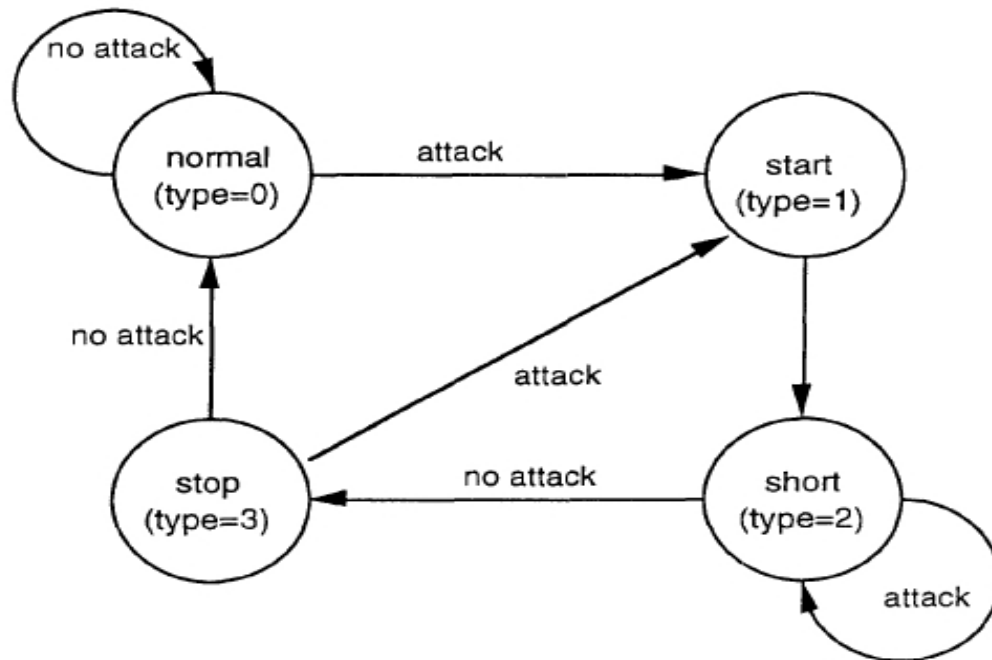 no attack
normal
(type=0)
attack
start
(type=1)
no attack
attack
stop
(type=3)
no attack
short
(type=2)
attack